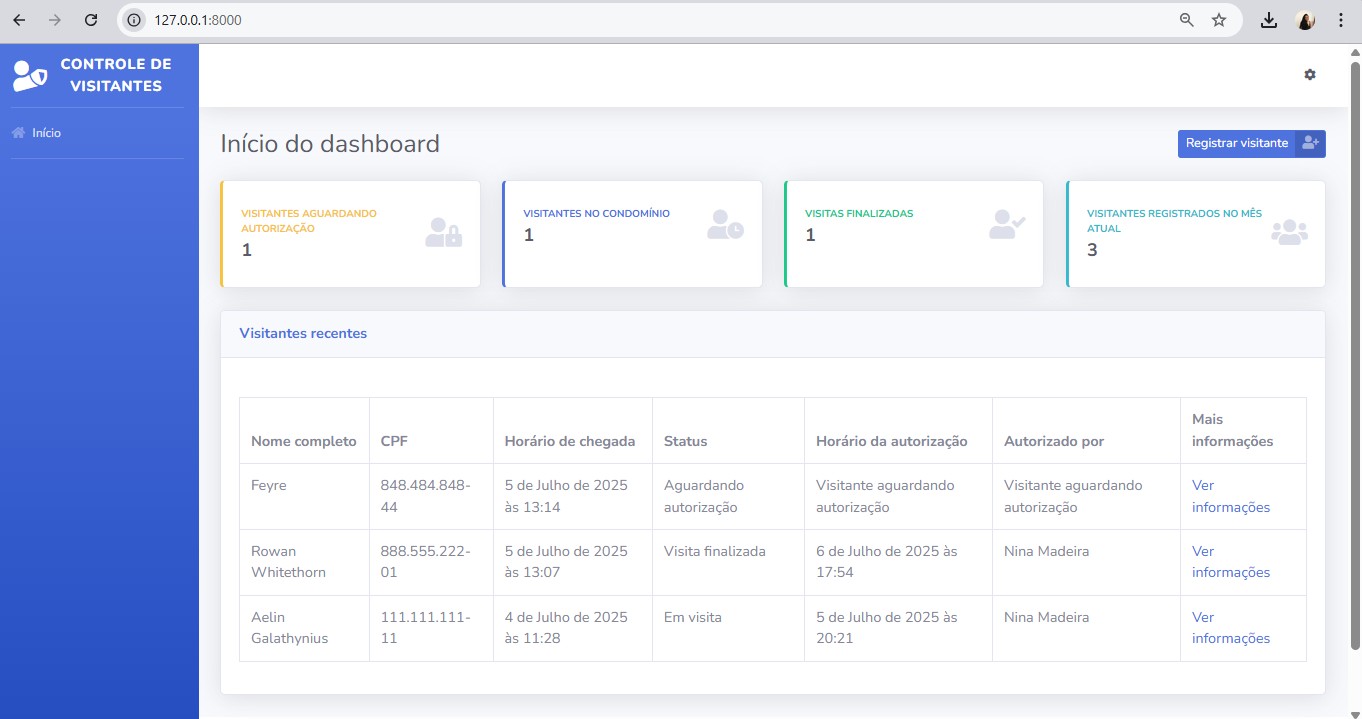 127.0.0.1:8000
CONTROLE DE
VISITANTES
Início
Início do dashboard
Registrar visitante
VISITANTES AGUARDANDO
AUTORIZAÇÃO
1
VISITANTES NO CONDOMÍNIO
1
VISITAS FINALIZADAS
1
VISITANTES REGISTRADOS NO MÊS
ATUAL
3
Visitantes recentes
Nome completo
CPF
Horário de chegada
Status
Horário da autorização
Autorizado por
Mais
informações
Feyre
848.484.848-
44
5 de Julho de 2025
às 13:14
Aguardando
autorização
Visitante aguardando
autorização
Visitante aguardando
autorização
Ver
informações
Rowan
Whitethorn
888.555.222-
01
5 de Julho de 2025
às 13:07
Visita finalizada
6 de Julho de 2025 às
17:54
Nina Madeira
Ver
informações
Aelin
Galathynius
111.111.111-
11
4 de Julho de 2025
às 11:28
Em visita
5 de Julho de 2025 às
20:21
Nina Madeira
Ver
informações